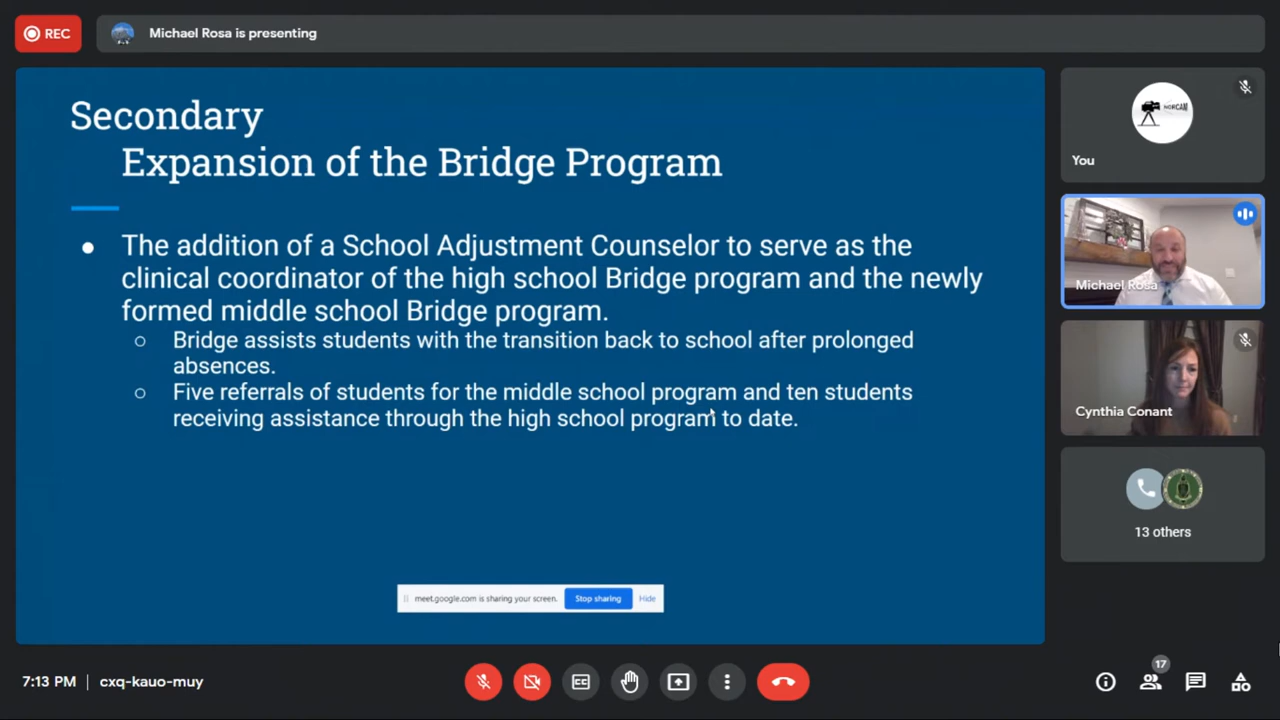 REC
Michael Rosa is presenting
Secondary
Expansion of the Bridge Program
● The addition of a School Adjustment Counselor to serve as the
clinical coordinator of the high school Bridge program and the newly
formed middle school Bridge program.
○ Bridge assists students with the transition back to school after prolonged
absences.
○ Five referrals of students for the middle school program and ten students
receiving assistance through the high school program to date.
meet.google.com is sharing your screen. Stop sharing Hide
NORCAM
You
Michael Rosa
Cynthia Conant
13 others
7:13 PM | cxq-kauo-muy
CC
17